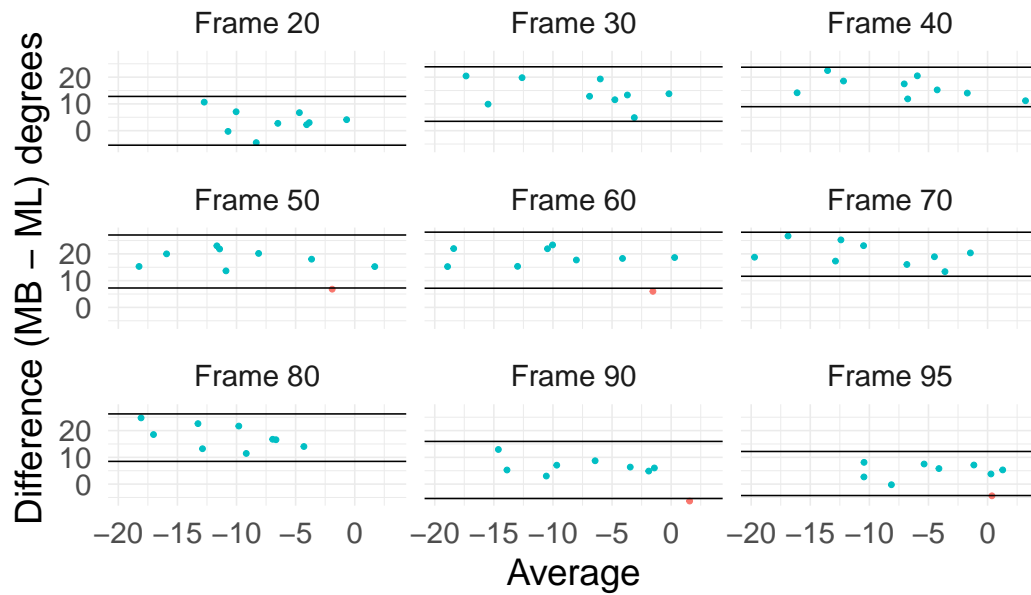 Frame 20
Frame 30
Frame 40
20
10
0
Frame 50
Frame 60
Frame 70
20
10
0
Frame 80
Frame 90
Frame 95
20
10
0
−20 −15 −10 −5 0 −20 −15 −10 −5 0 −20 −15 −10 −5 0
Average
Difference (MB − ML) degrees